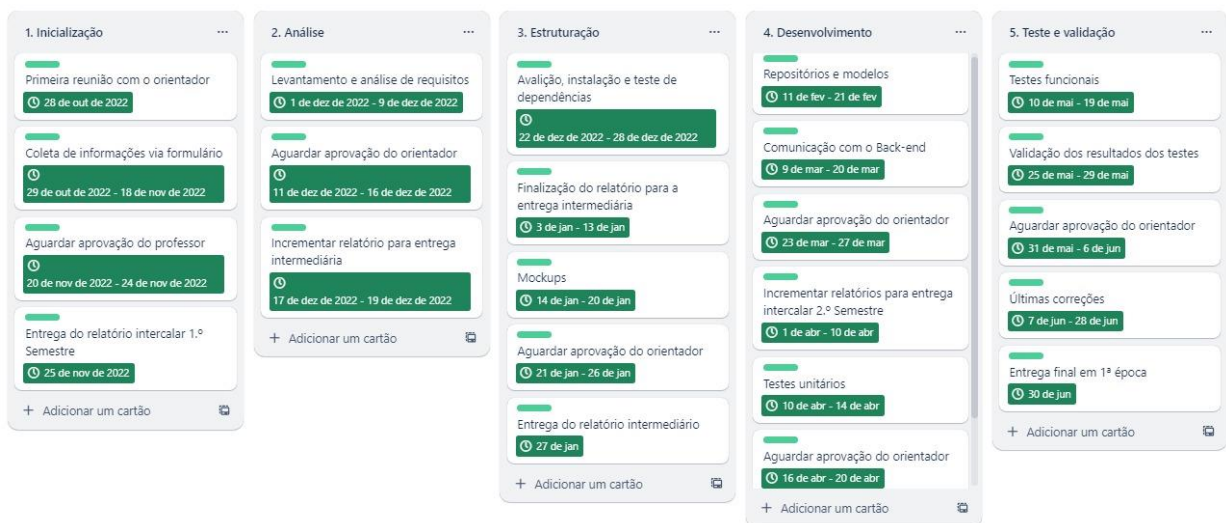 1. Inicialização
Primeira reunião com o orientador
28 de out de 2022
Coleta de informações via formulário
29 de out de 2022 - 18 de nov de 2022
Aguardar aprovação do professor
20 de nov de 2022 - 24 de nov de 2022
Entrega do relatório intercalar 1.º
Semestre
25 de nov de 2022
+ Adicionar um cartão
2. Análise
Levantamento e análise de requisitos
1 de dez de 2022 - 9 de dez de 2022
Aguardar aprovação do orientador
11 de dez de 2022 - 16 de dez de 2022
Incrementar relatório para entrega
intermediária
17 de dez de 2022 - 19 de dez de 2022
+ Adicionar um cartão
3. Estruturação
Avalição, instalação e teste de
dependências
22 de dez de 2022 - 28 de dez de 2022
Finalização do relatório para a
entrega intermediária
3 de jan - 13 de jan
Mockups
14 de jan - 20 de jan
Aguardar aprovação do orientador
21 de jan - 26 de jan
Entrega do relatório intermediário
27 de jan
+ Adicionar um cartão
4. Desenvolvimento
Repositórios e modelos
11 de fev - 21 de fev
Comunicação com o Back-end
9 de mar - 20 de mar
Aguardar aprovação do orientador
23 de mar - 27 de mar
Incrementar relatórios para entrega
intercalar 2.º Semestre
1 de abr - 10 de abr
Testes unitários
10 de abr - 14 de abr
Aguardar aprovação do orientador
16 de abr - 20 de abr
+ Adicionar um cartão
5. Teste e validação
Testes funcionais
10 de mai - 19 de mai
Validação dos resultados dos testes
25 de mai - 29 de mai
Aguardar aprovação do orientador
31 de mai - 6 de jun
Últimas correções
7 de jun - 28 de jun
Entrega final em 1ª época
30 de jun
+ Adicionar um cartão